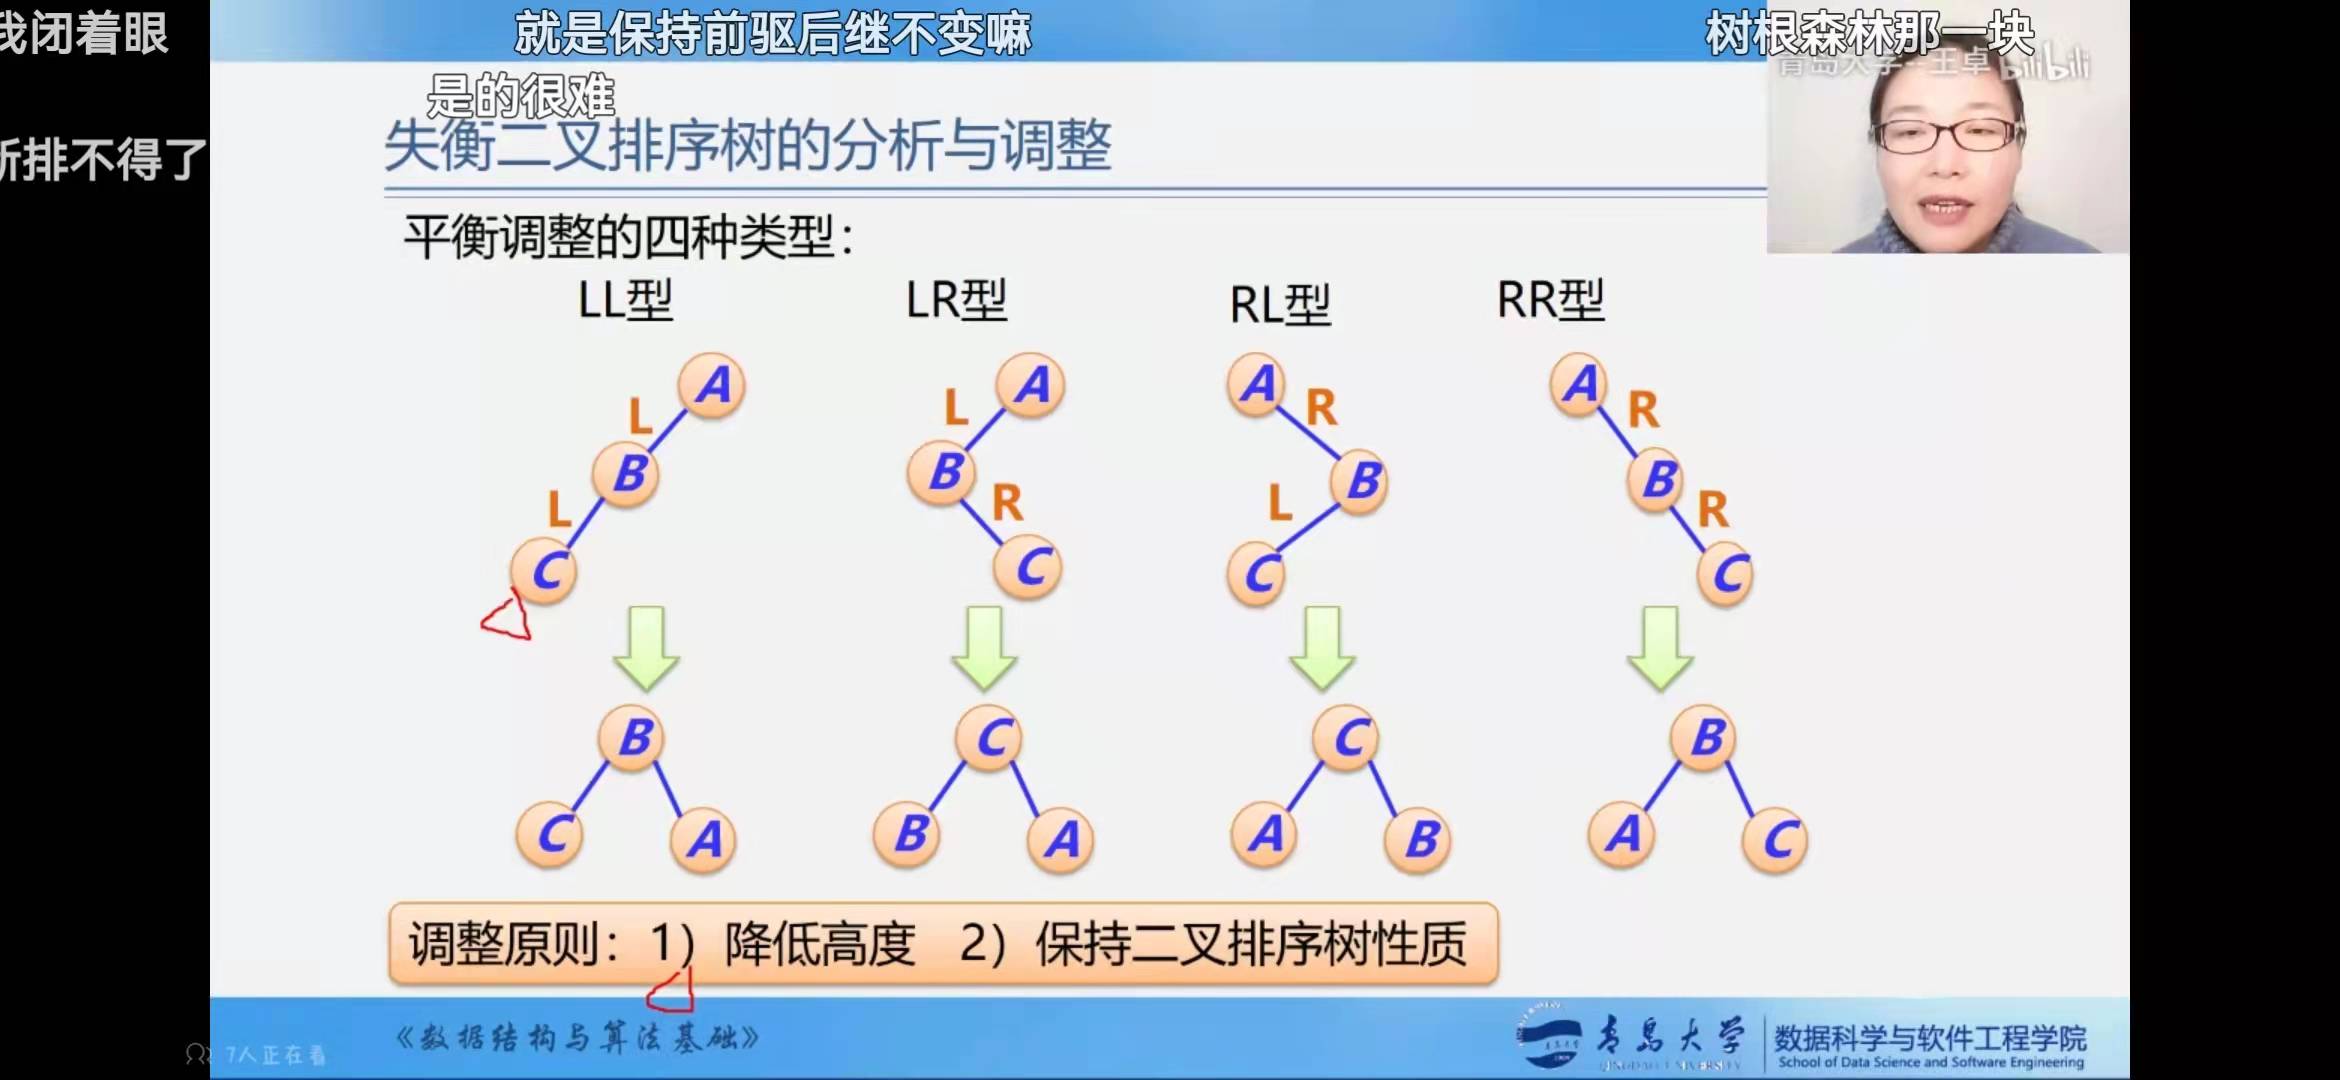 我闭着眼
就是保持前驱后继不变嘛
树根森林那一块
青岛大学--王卓 bilibili
是的很难
排不得了
失衡二叉排序树的分析与调整
平衡调整的四种类型：
LL型 LR型 RL型 RR型
A A A A
L L R R
B B B B
L R L R
C C C C
B C C B
C A B A A B A C
调整原则：1）降低高度 2）保持二叉排序树性质
《数据结构与算法基础》
青岛大学
QINGDAO UNIVERSITY
数据科学与软件工程学院
School of Data Science and Software Engineering
7人正在看